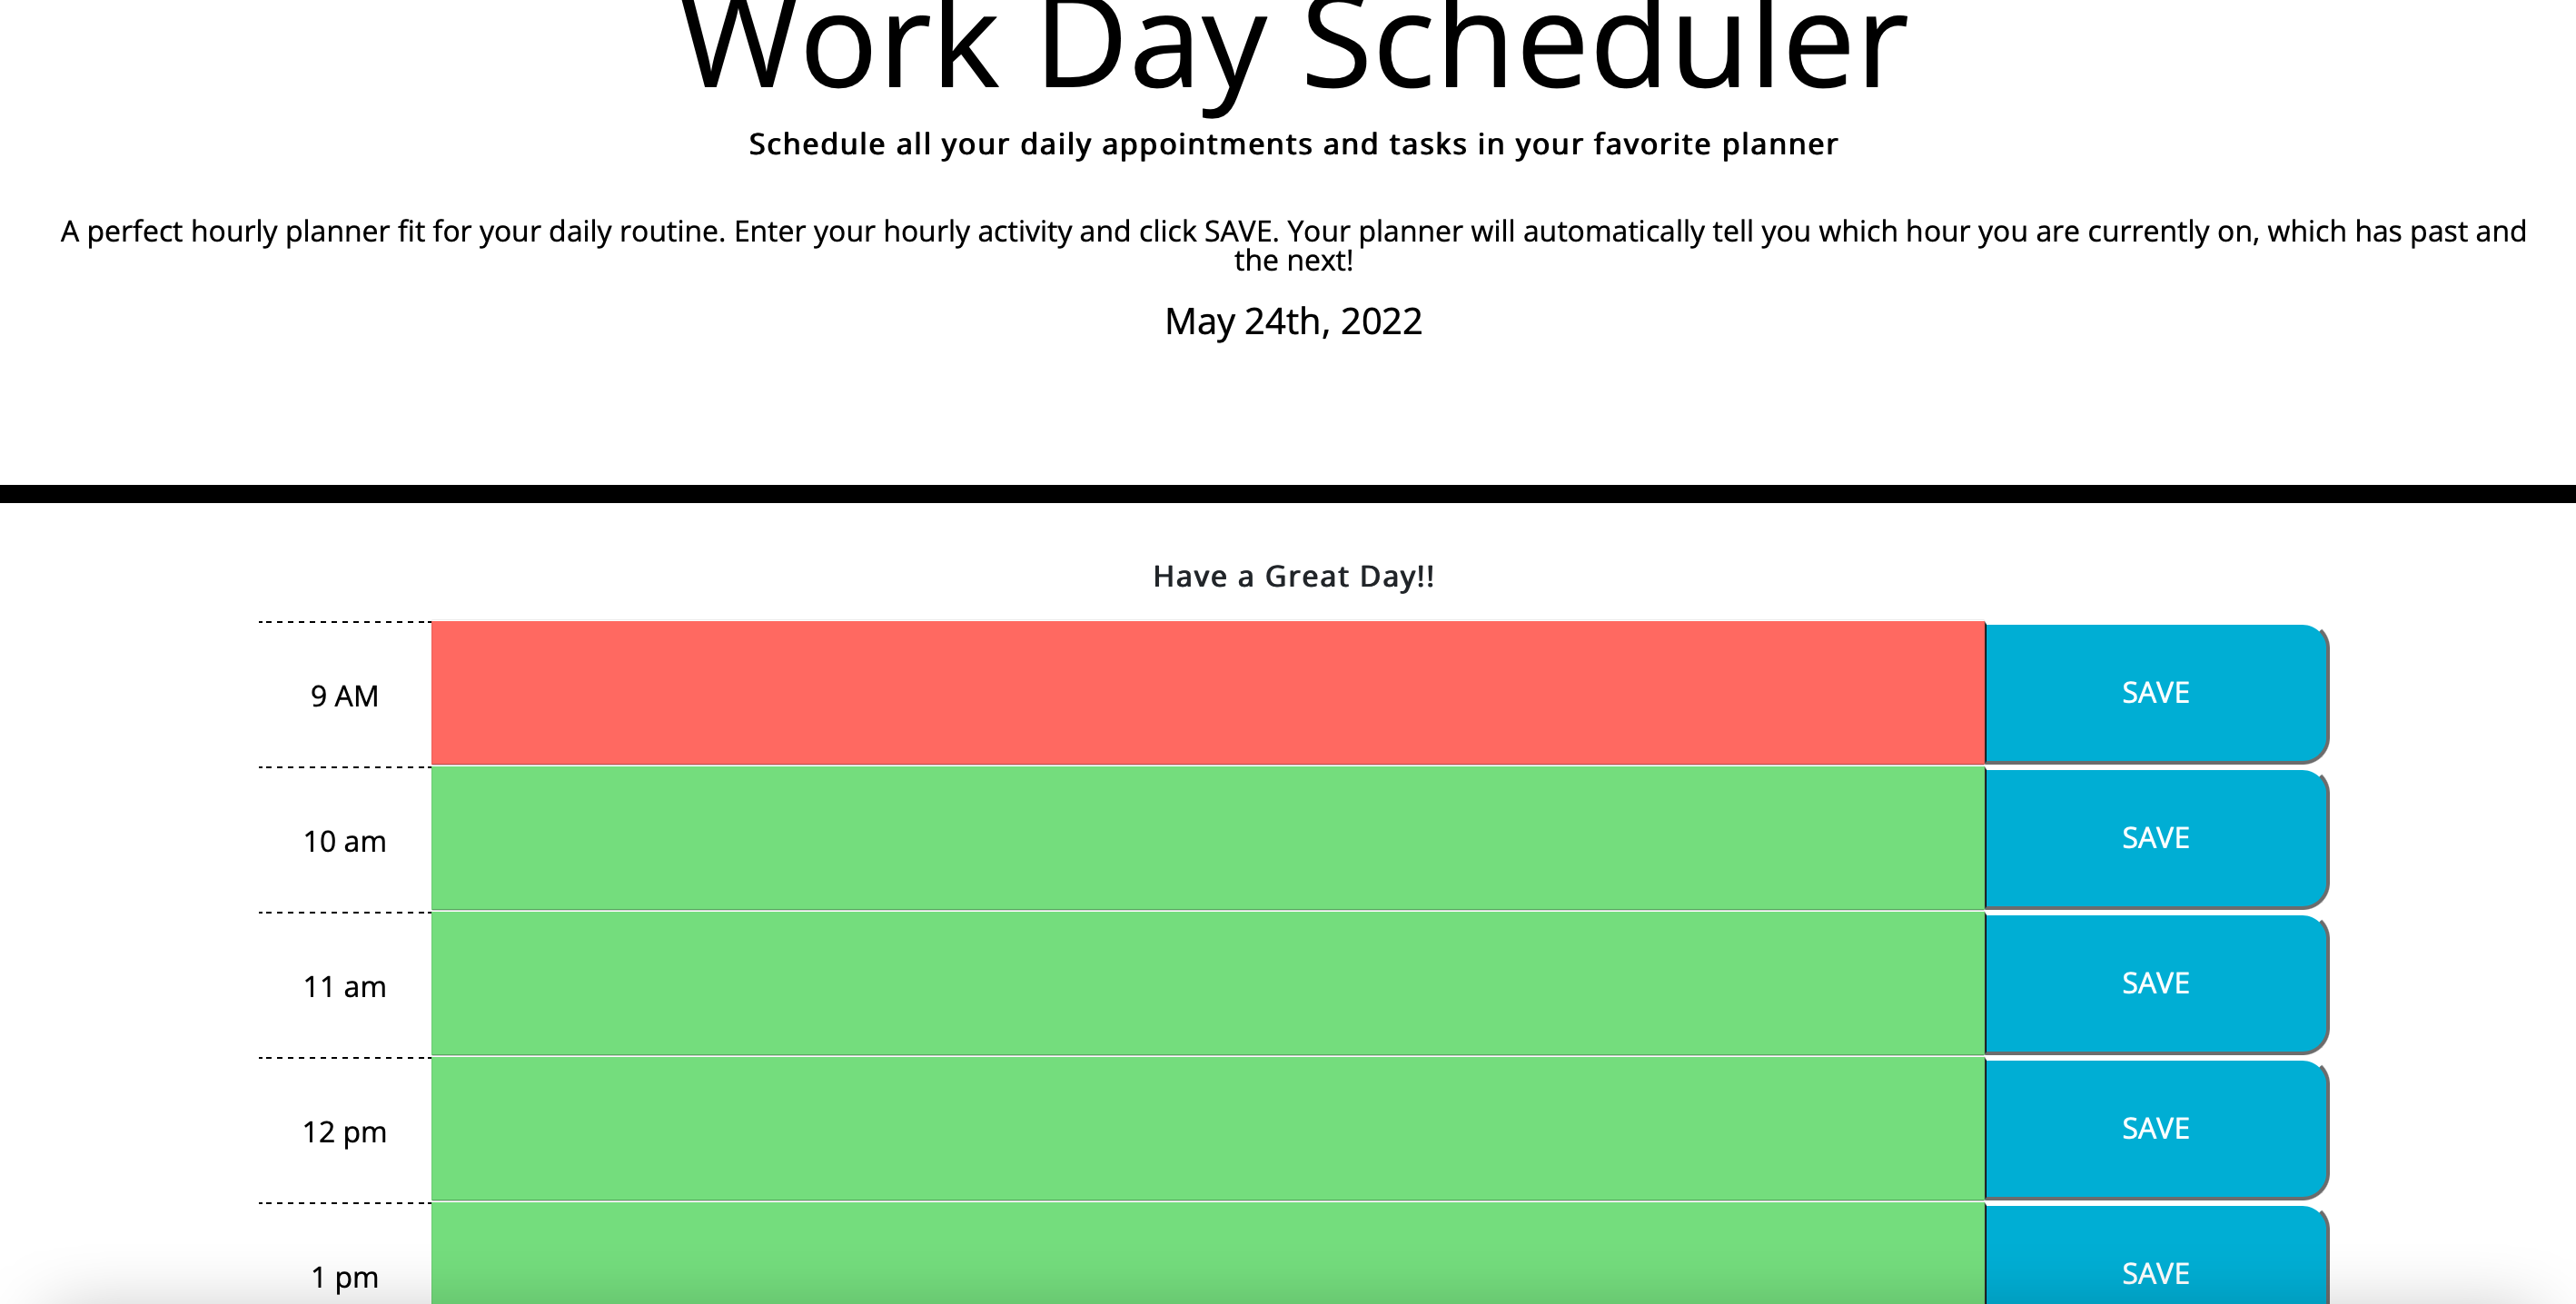 Work Day Scheduler
Schedule all your daily appointments and tasks in your favorite planner
A perfect hourly planner fit for your daily routine. Enter your hourly activity and click SAVE. Your planner will automatically tell you which hour you are currently on, which has past and
the next!
May 24th, 2022
Have a Great Day!!
9 AM SAVE
10 am SAVE
11 am SAVE
12 pm SAVE
1 pm SAVE